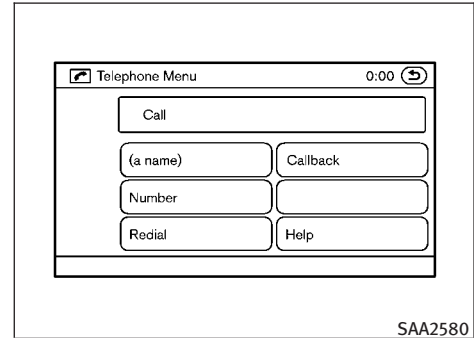 Telephone Menu 0:00
Call
(a name) Callback
Number
Redial Help
SAA2580